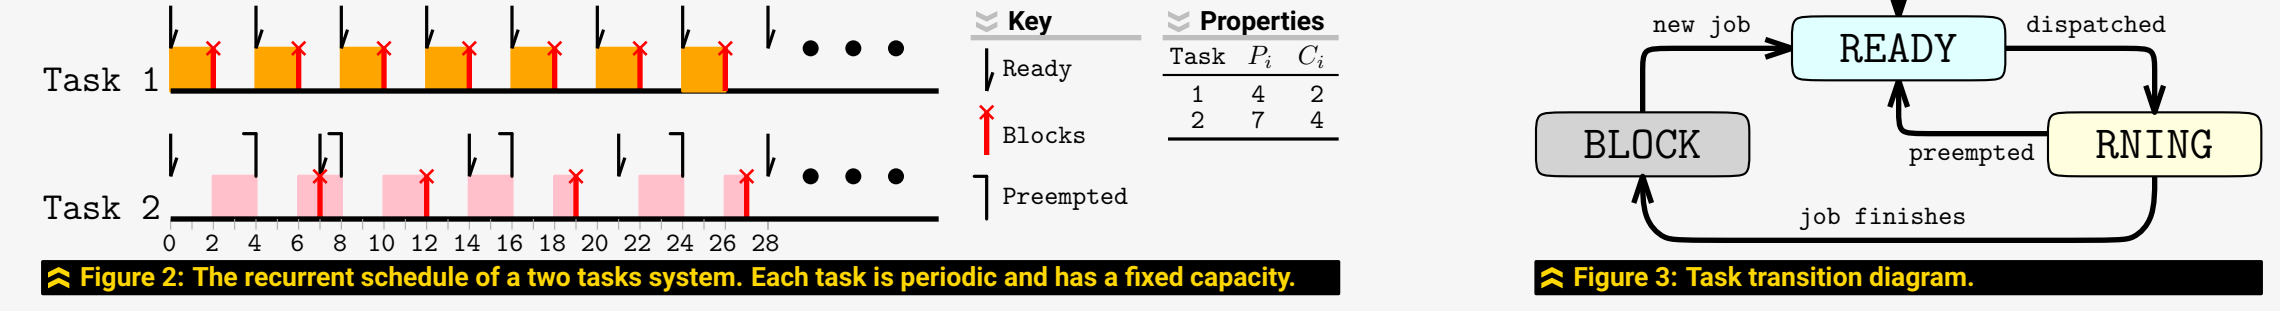 Task 1
Task 2
0 2 4 6 8 10 12 14 16 18 20 22 24 26 28
Key
Ready
Blocks
Preempted
Properties
Task Pi Ci
1 4 2
2 7 4
Figure 2: The recurrent schedule of a two tasks system. Each task is periodic and has a fixed capacity.
new job
READY
dispatched
BLOCK
preempted
RNING
job finishes
Figure 3: Task transition diagram.